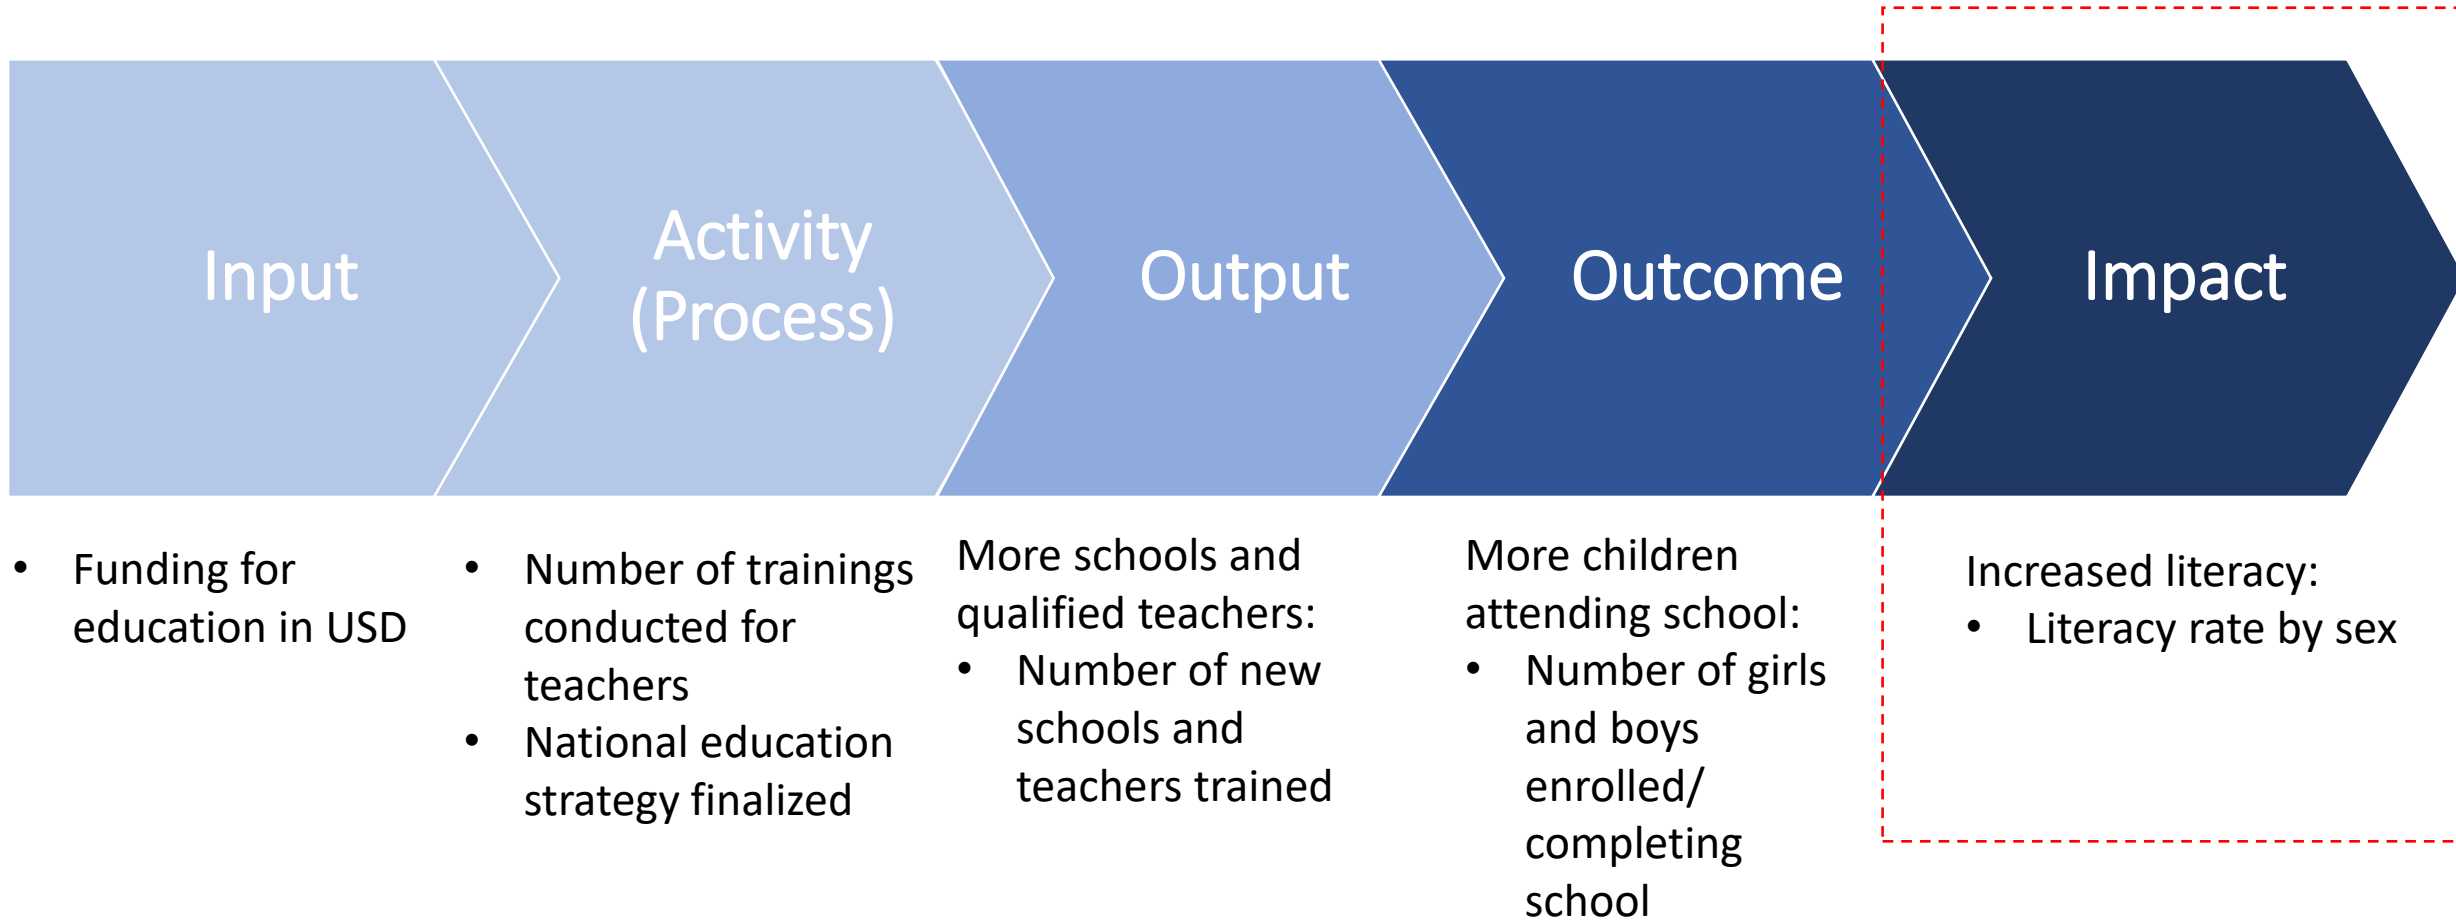 Input
Activity
(Process)
Output
Outcome
Impact
• Funding for
education in USD
• Number of trainings
conducted for
teachers
• National education
strategy finalized
More schools and
qualified teachers:
• Number of new
schools and
teachers trained
More children
attending school:
• Number of girls
and boys
enrolled/
completing
school
Increased literacy:
• Literacy rate by sex